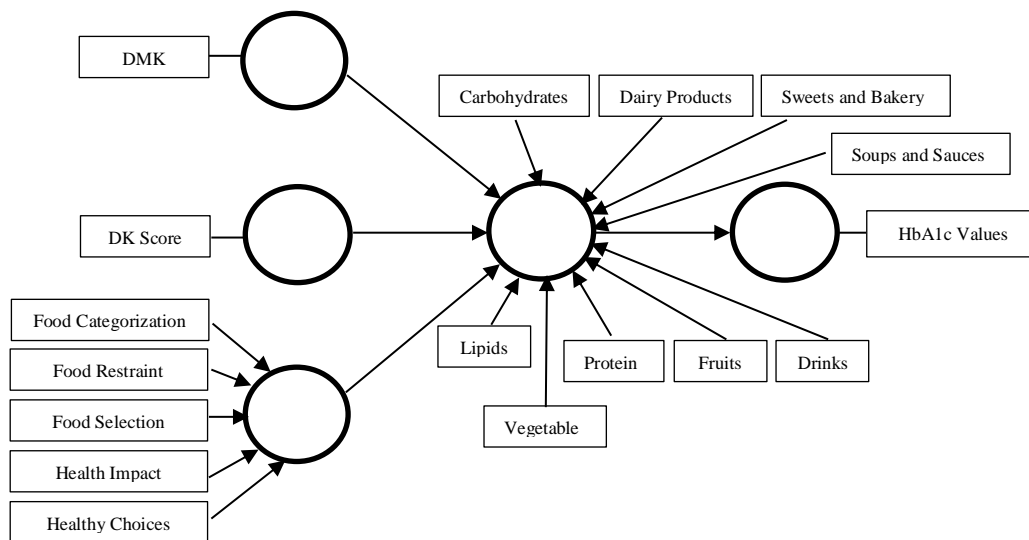 DMK
Carbohydrates
Dairy Products
Sweets and Bakery
Soups and Sauces
DK Score
HbA1c Values
Food Categorization
Food Restraint
Food Selection
Health Impact
Healthy Choices
Lipids
Protein
Fruits
Drinks
Vegetable